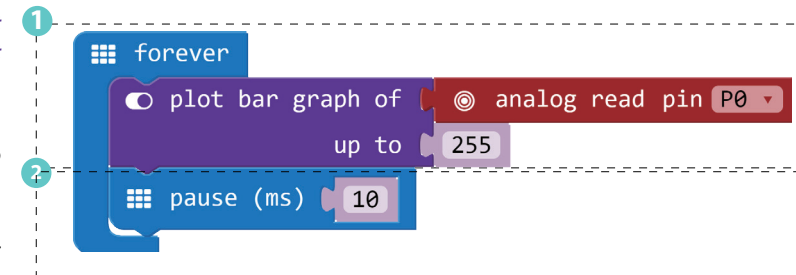 1
forever
plot bar graph of analog read pin P0
up to 255
2
pause (ms) 10